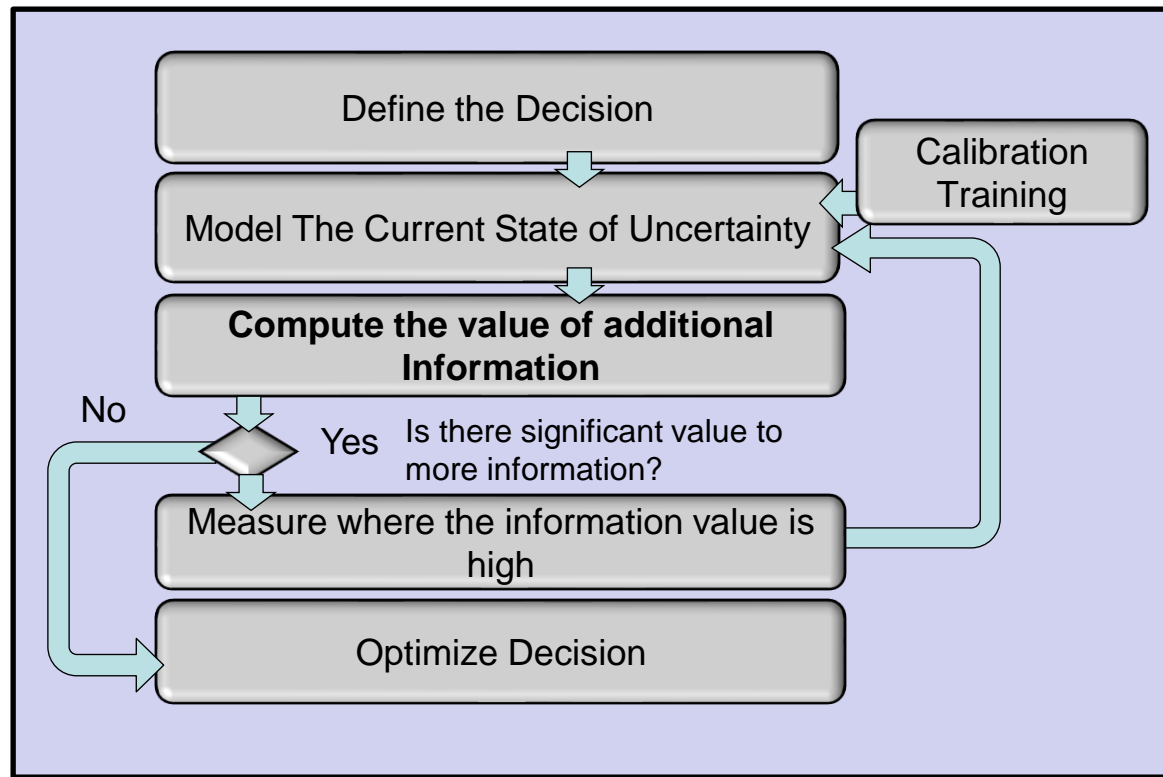 Define the Decision
Calibration
Training
Model The Current State of Uncertainty
Compute the value of additional
Information
No
Yes
Is there significant value to
more information?
Measure where the information value is
high
Optimize Decision